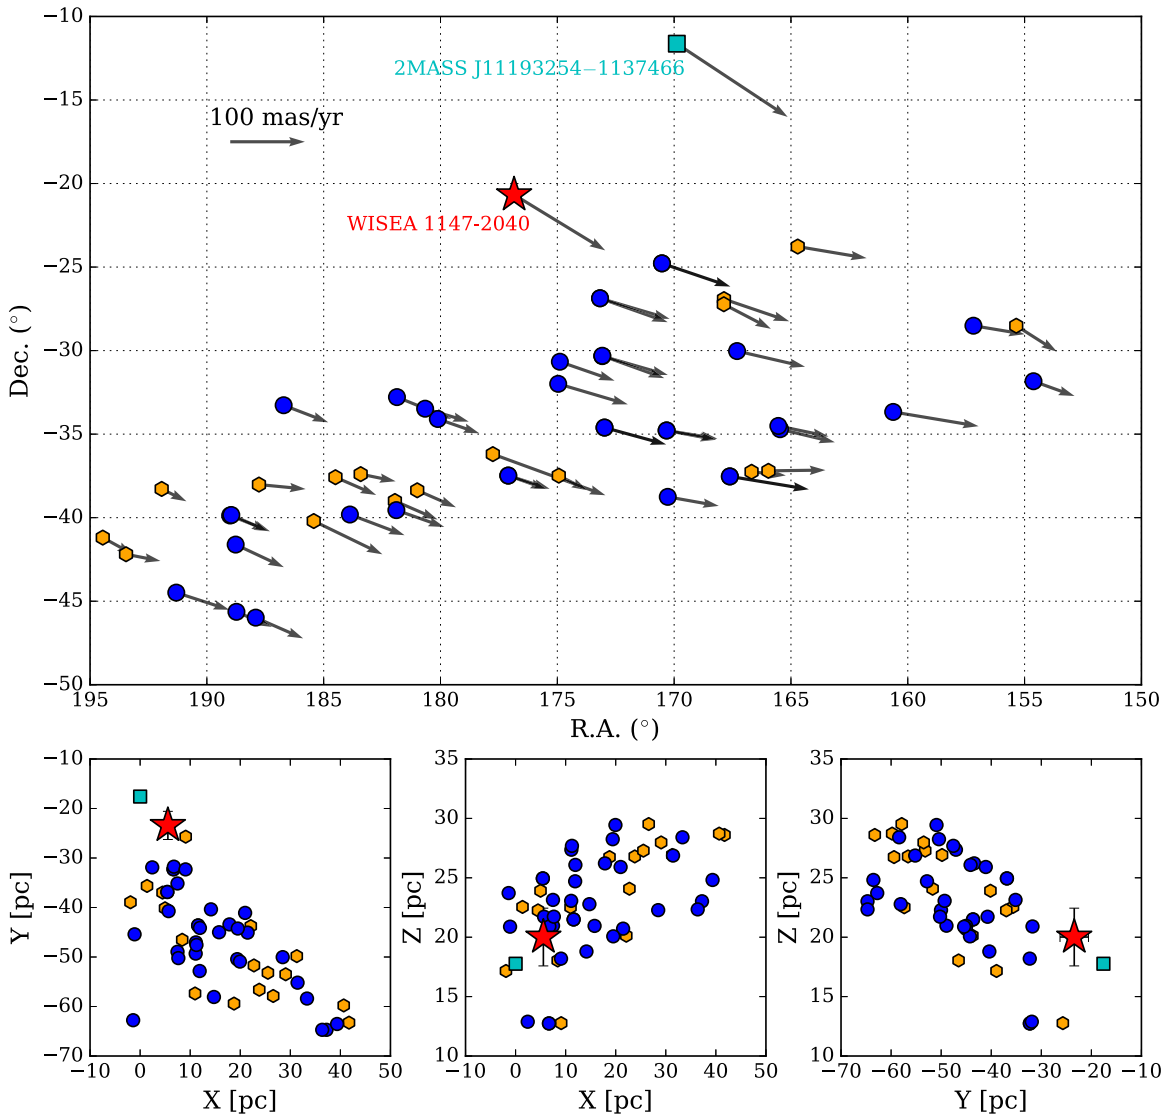 −10
2MASS J11193254−1137466
−15
100 mas/yr
−20
WISEA 1147-2040
−25
−30
−35
−40
−45
−50
Dec. (°)
195 190 185 180 175 170 165 160 155 150
R.A. (°)
−10
−20
−30
−40
−50
−60
−70
Y [pc]
−10 0 10 20 30 40 50
X [pc]
35
30
25
20
15
10
Z [pc]
−10 0 10 20 30 40 50
X [pc]
35
30
25
20
15
10
Z [pc]
−70 −60 −50 −40 −30 −20 −10
Y [pc]